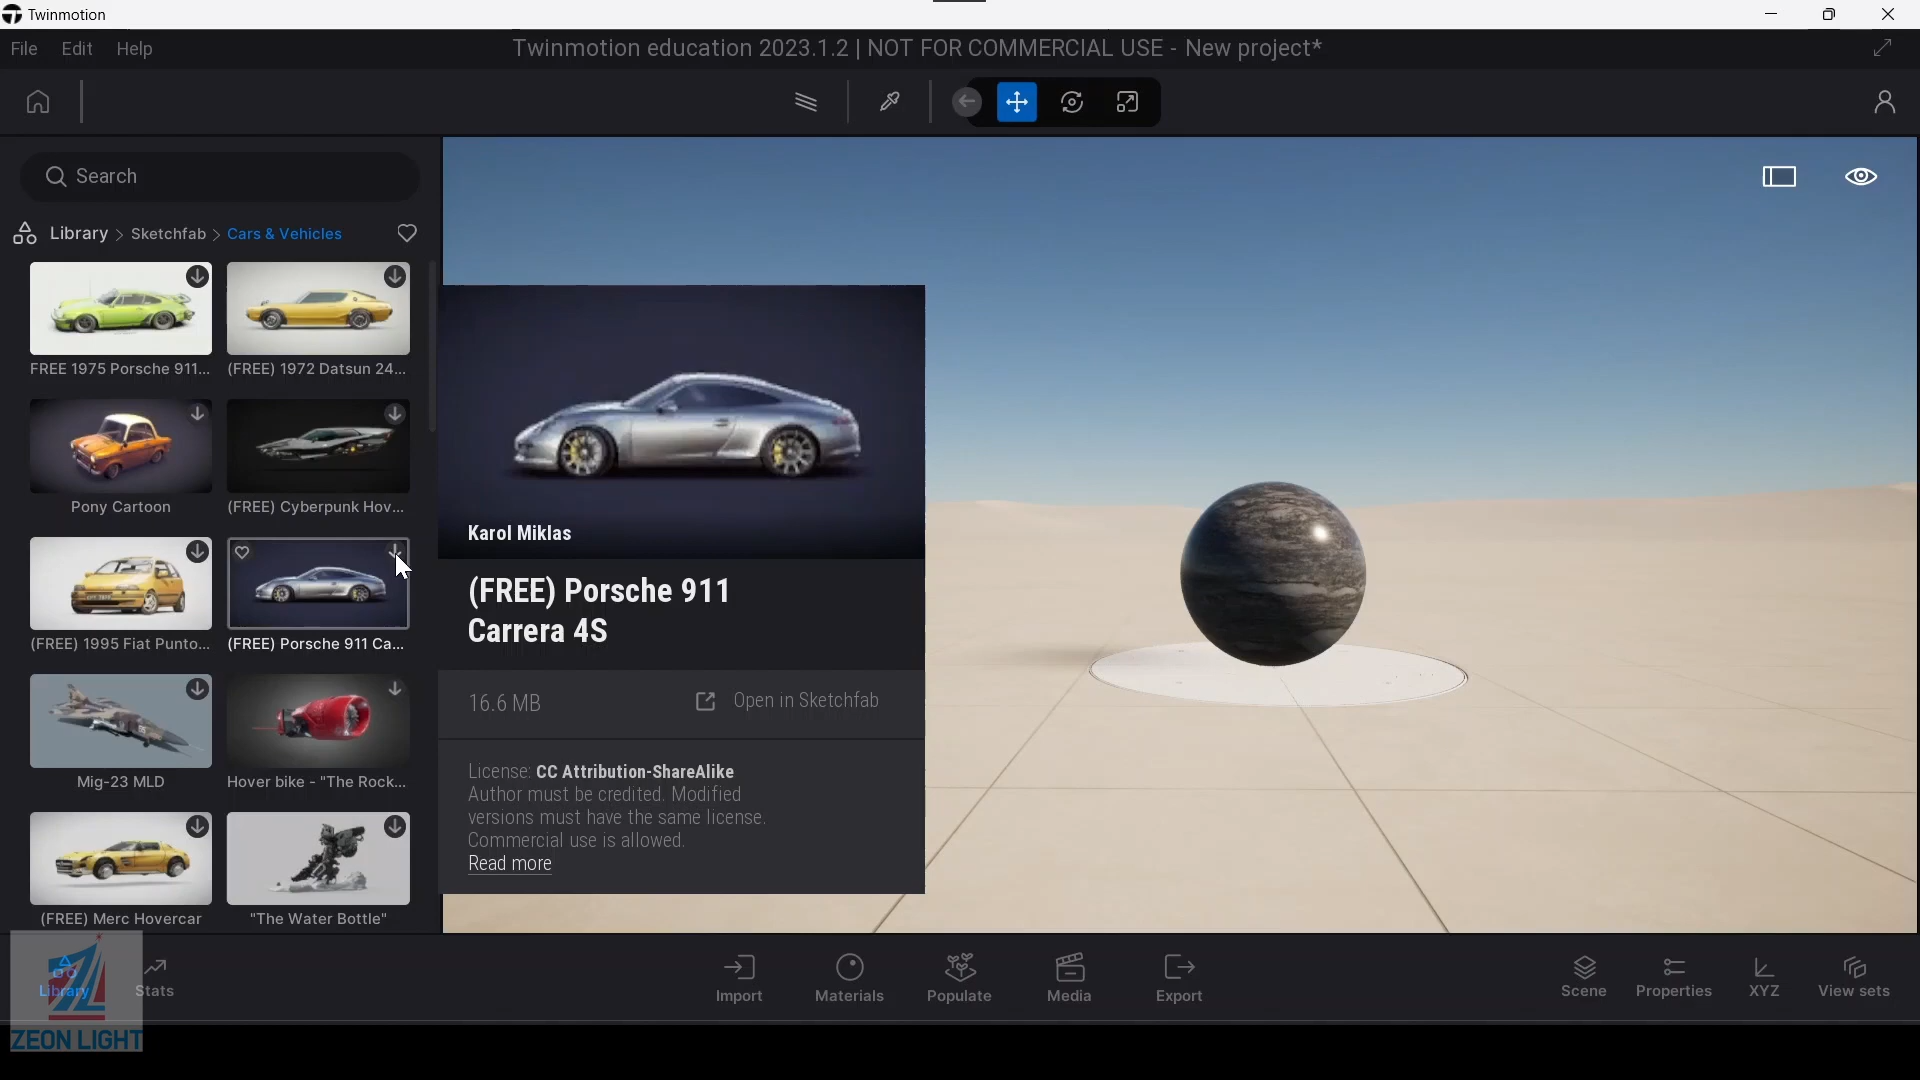 Twinmotion
File Edit Help
Twinmotion education 2023.1.2 | NOT FOR COMMERCIAL USE - New project*
Search
Library > Sketchfab > Cars & Vehicles
FREE 1975 Porsche 911...
(FREE) 1972 Datsun 24...
Pony Cartoon
(FREE) Cyberpunk Hov...
(FREE) 1995 Fiat Punto...
(FREE) Porsche 911 Ca...
Mig-23 MLD
Hover bike - "The Rock...
(FREE) Merc Hovercar
"The Water Bottle"
Karol Miklas
(FREE) Porsche 911
Carrera 4S
16.6 MB
Open in Sketchfab
License: CC Attribution-ShareAlike
Author must be credited. Modified
versions must have the same license.
Commercial use is allowed.
Read more
Library
Stats
Import
Materials
Populate
Media
Export
Scene
Properties
XYZ
View sets
ZEON LIGHT